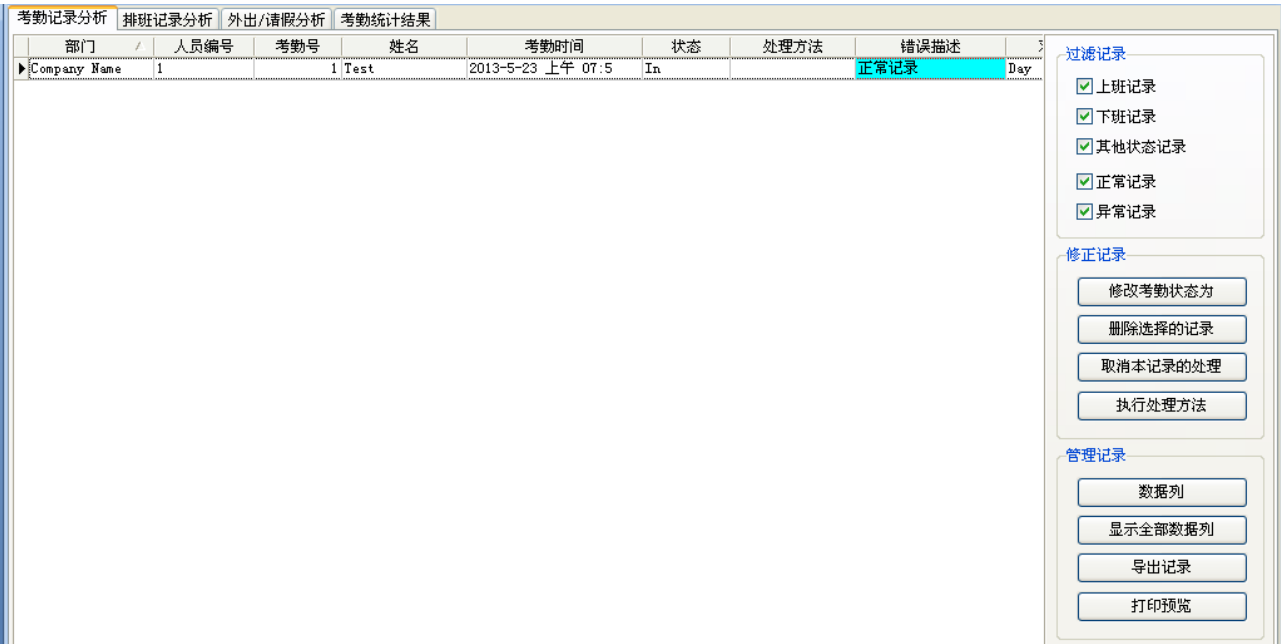 考勤记录分析 排班记录分析 外出/请假分析 考勤统计结果
部门 人员编号 考勤号 姓名 考勤时间 状态 处理方法 错误描述
Company Name 1 1 Test 2013-5-23 上午 07:5 In 正常记录 Day
过滤记录
上班记录
下班记录
其他状态记录
正常记录
异常记录
修正记录
修改考勤状态为
删除选择的记录
取消本记录的处理
执行处理方法
管理记录
数据列
显示全部数据列
导出记录
打印预览